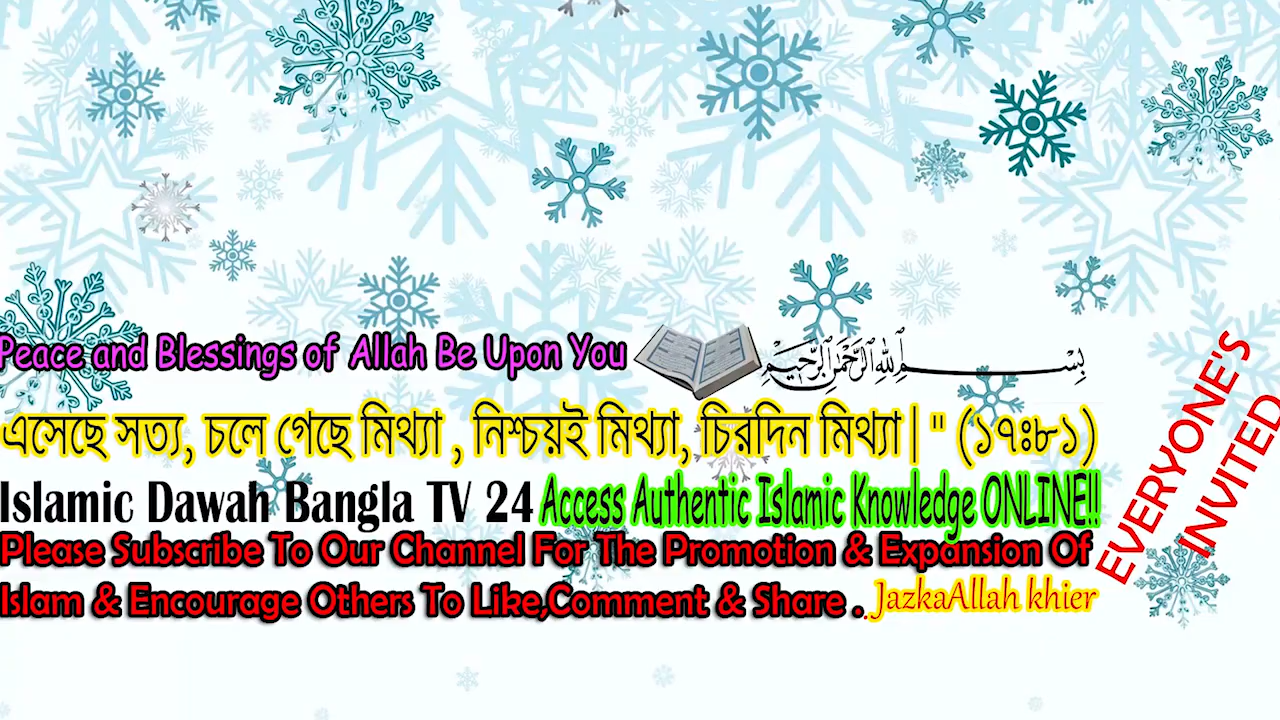 Peace and Blessings of Allah Be Upon You
بِسْمِ اللهِ الرَّحْمٰنِ الرَّحِيْمِ
এসেছে সত্য, চলে গেছে মিথ্যা , নিশ্চয়ই মিথ্যা, চিরদিন মিথ্যা| " (১৭ঃ৮১)
Islamic Dawah Bangla TV 24 Access Authentic Islamic Knowledge ONLINE!!
Please Subscribe To Our Channel For The Promotion & Expansion Of
Islam & Encourage Others To Like,Comment & Share . .JazkaAllah khier
EVERYONE'S
INVITED